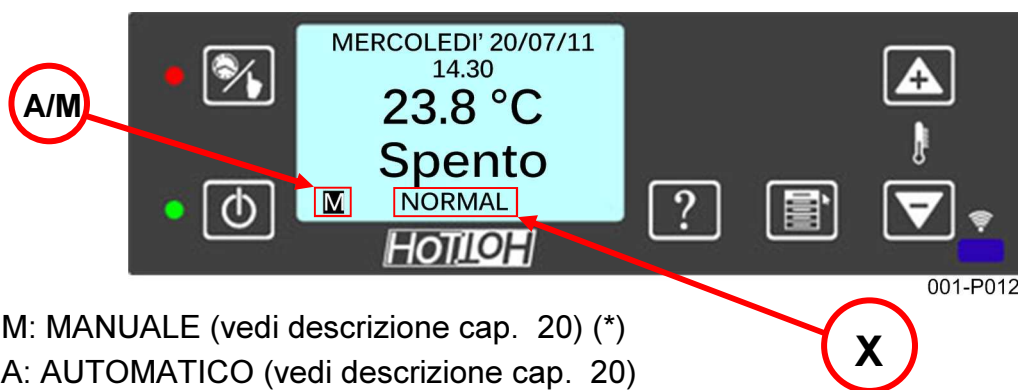 MERCOLEDI' 20/07/11
14.30
23.8 °C
Spento
M NORMAL
A/M
?
HOTTOH
001-P012
M: MANUALE (vedi descrizione cap. 20) (*)
A: AUTOMATICO (vedi descrizione cap. 20)
X